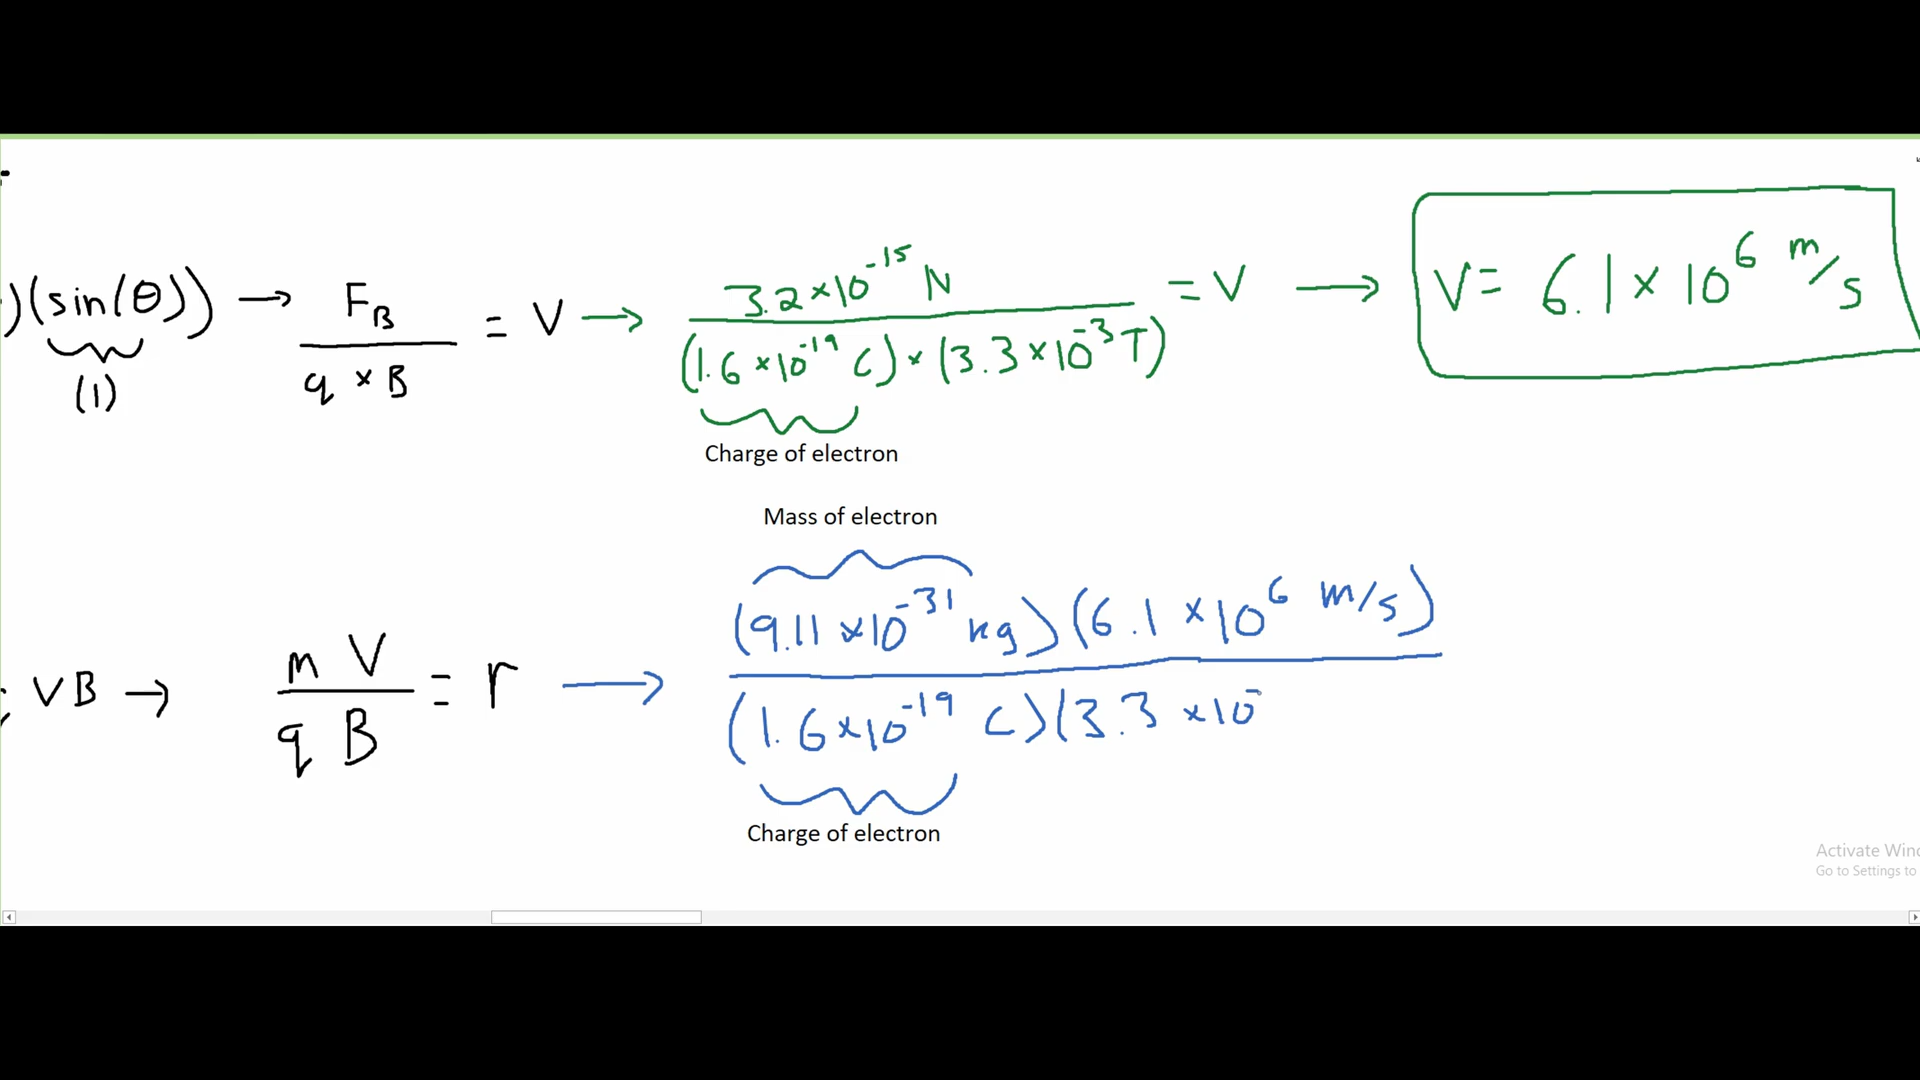 )(sin(θ)) → F_B / q × B = V → 3.2×10^-15 N / (1.6×10^-19 C)×(3.3×10^-3 T) = V → V = 6.1 × 10^6 m/s
(1)
Charge of electron
Mass of electron
VB → m V / q B = r → (9.11×10^-31 kg)(6.1×10^6 m/s) / (1.6×10^-19 C)(3.3×10^-
Charge of electron
Activate Win
Go to Settings to